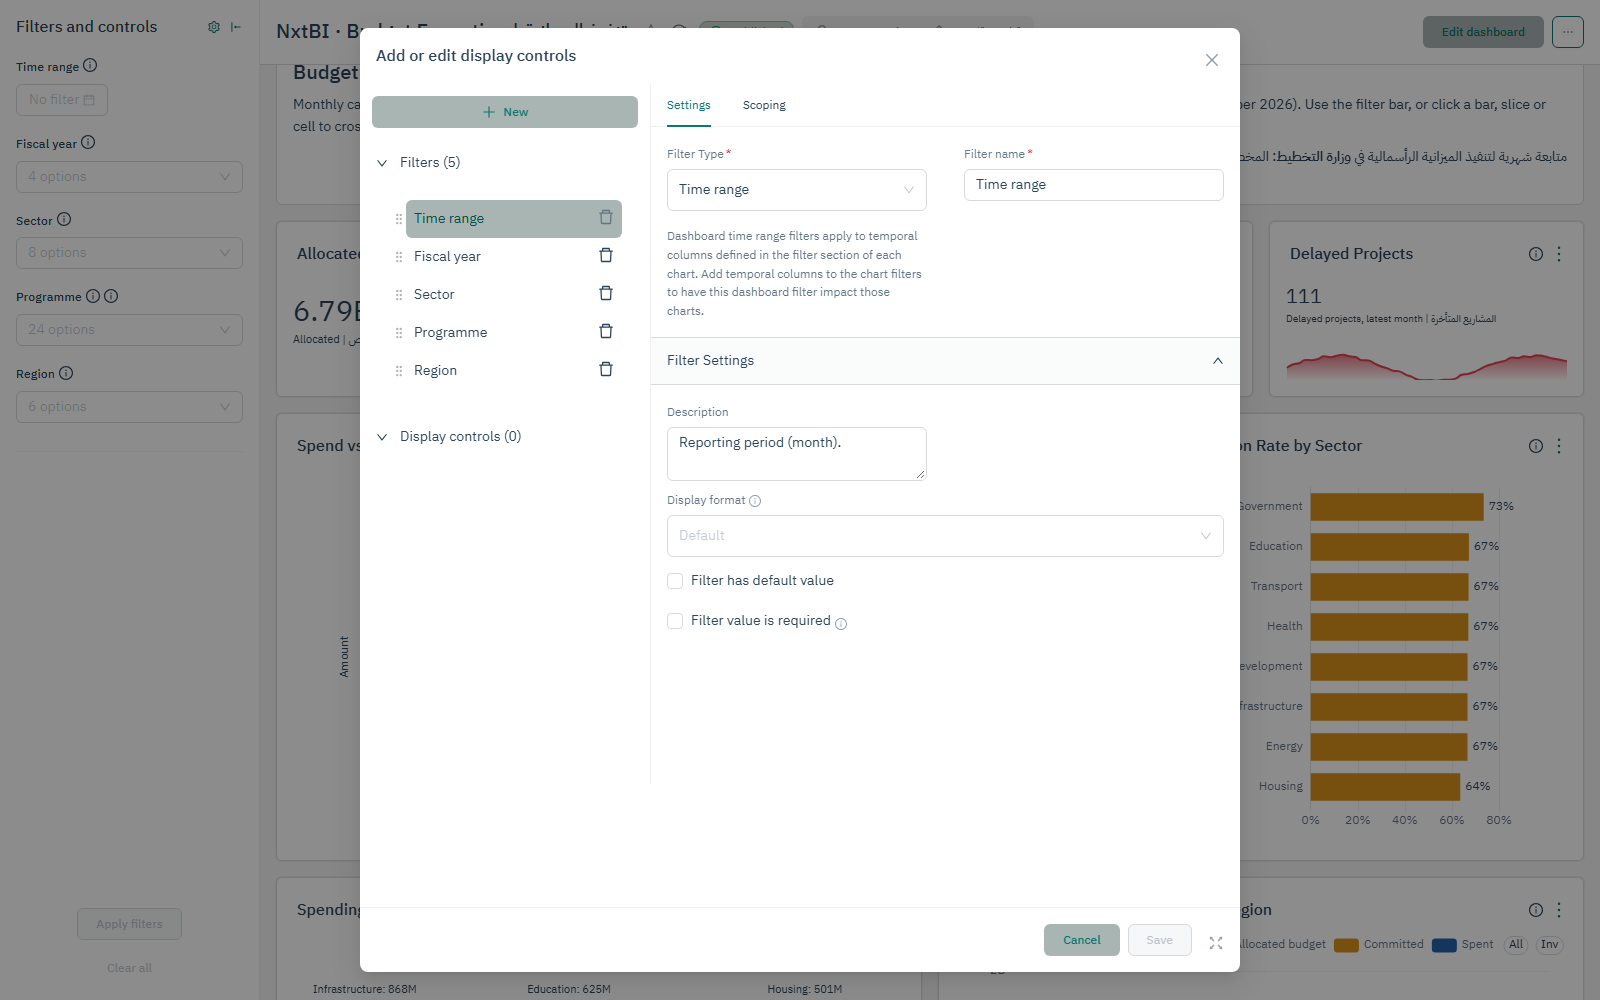 Filters and controls
Time range
No filter
Fiscal year
4 options
Sector
8 options
Programme
24 options
Region
6 options
Apply filters
Clear all
NxtBI ·
Edit dashboard
Budget
Monthly
ber 2026). Use the filter bar, or click a bar, slice or
cell to
متابعة شهرية لتنفيذ الميزانية الرأسمالية في وزارة التخطيط:
Allocated
6.79
Allocated |
Delayed Projects
111
Delayed projects, latest month | المشاريع المتأخرة
Spend vs
Amount
on Rate by Sector
Government
73%
Education
67%
Transport
67%
Health
67%
evelopment
67%
frastructure
67%
Energy
67%
Housing
64%
0%
20%
40%
60%
80%
Spending
Infrastructure: 868M
Education: 625M
Housing: 501M
gion
Allocated budget
Committed
Spent
All
Inv
Add or edit display controls
New
Filters (5)
Time range
Fiscal year
Sector
Programme
Region
Display controls (0)
Settings
Scoping
Filter Type *
Time range
Filter name *
Time range
Dashboard time range filters apply to temporal
columns defined in the filter section of each
chart. Add temporal columns to the chart filters
to have this dashboard filter impact those
charts.
Filter Settings
Description
Reporting period (month).
Display format
Default
Filter has default value
Filter value is required
Cancel
Save